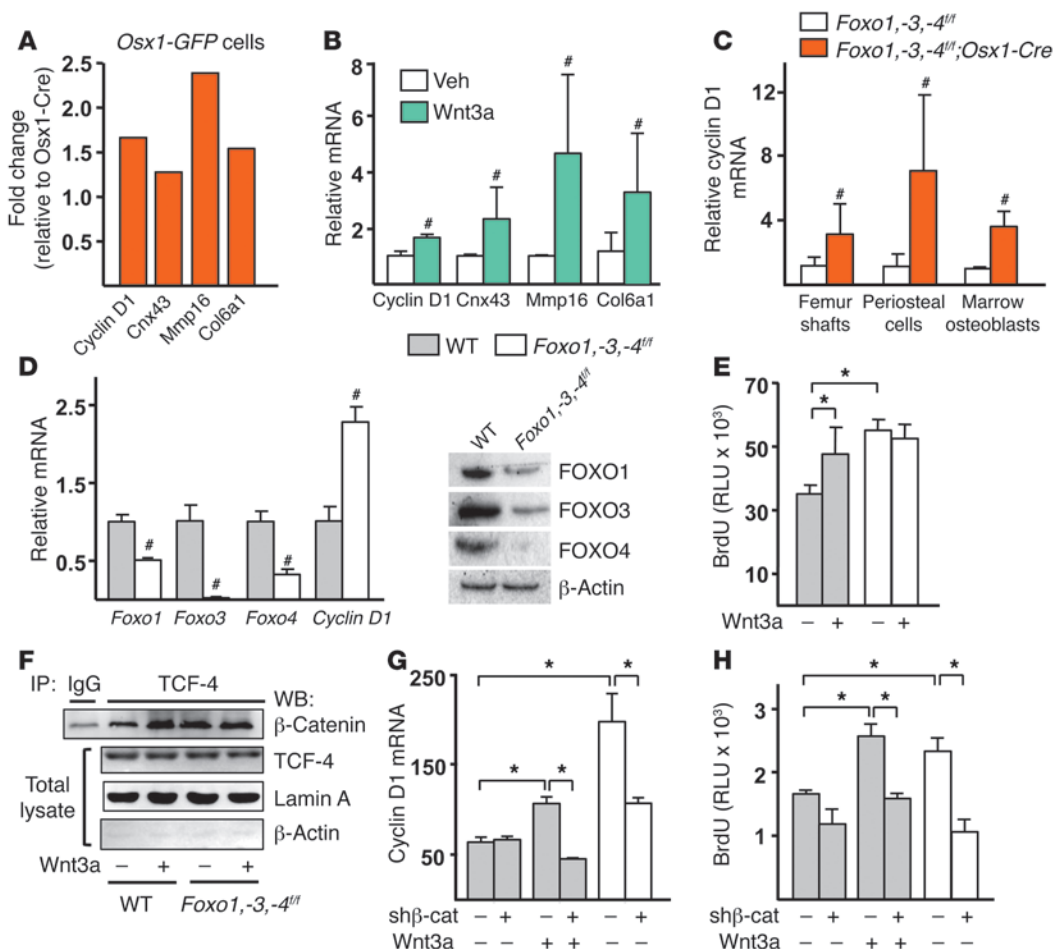 A
Osx1-GFP cells
Fold change
(relative to Osx1-Cre)
2.5
2.0
1.5
1.0
0.5
Cyclin D1
Cnx43
Mmp16
Col6a1
B
Relative mRNA
8
6
4
2
Veh
Wnt3a
# # # #
Cyclin D1 Cnx43 Mmp16 Col6a1
C
Foxo1,-3,-4f/f
Foxo1,-3,-4f/f;Osx1-Cre
Relative cyclin D1
mRNA
12
8
4
# # #
Femur
shafts
Periosteal
cells
Marrow
osteoblasts
D
WT
Foxo1,-3,-4f/f
Relative mRNA
2.5
1.5
0.5
# # # #
Foxo1 Foxo3 Foxo4 Cyclin D1
WT
Foxo1,-3,-4f/f
FOXO1
FOXO3
FOXO4
β-Actin
E
BrdU (RLU x 10³)
70
50
30
10
* *
Wnt3a – + – +
F
IP: IgG TCF-4
WB:
β-Catenin
TCF-4
Lamin A
β-Actin
Total
lysate
Wnt3a – + – +
WT Foxo1,-3,-4f/f
G
Cyclin D1 mRNA
250
150
50
* * * *
shβ-cat – + – + – +
Wnt3a + +
H
BrdU (RLU x 10³)
3
2
1
* * * *
shβ-cat – + – + – +
Wnt3a + +